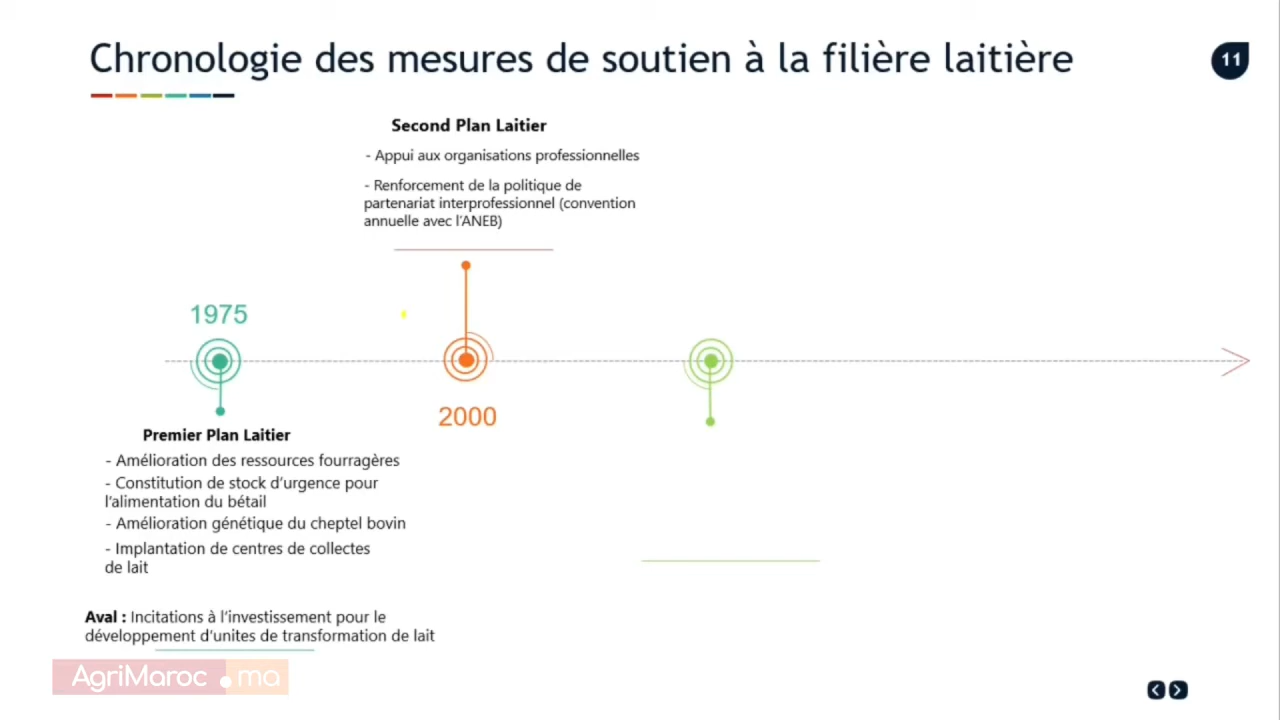 Chronologie des mesures de soutien à la filière laitière
11
Second Plan Laitier
- Appui aux organisations professionnelles
- Renforcement de la politique de
partenariat interprofessionnel (convention
annuelle avec l'ANEB)
1975
2000
Premier Plan Laitier
- Amélioration des ressources fourragères
- Constitution de stock d'urgence pour
l'alimentation du bétail
- Amélioration génétique du cheptel bovin
- Implantation de centres de collectes
de lait
Aval : Incitations à l'investissement pour le
développement d'unites de transformation de lait
AgriMaroc.ma